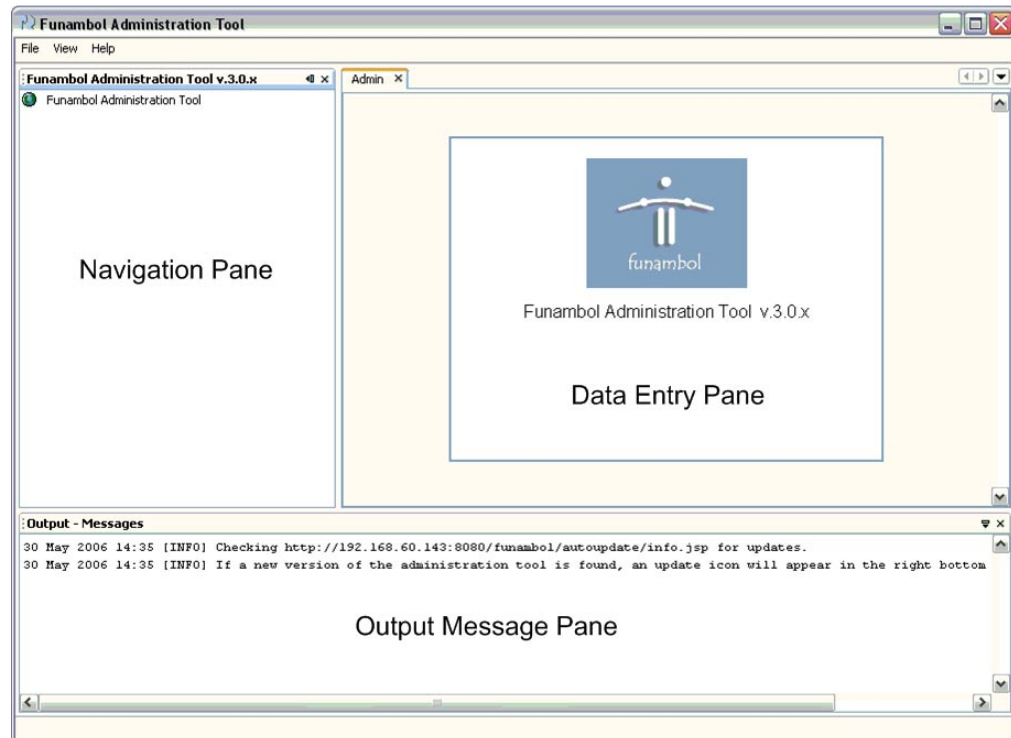 Funambol Administration Tool
File View Help
Funambol Administration Tool v.3.0.x
Admin
Funambol Administration Tool
Navigation Pane
funambol
Funambol Administration Tool v.3.0.x
Data Entry Pane
Output - Messages
30 May 2006 14:35 [INFO] Checking http://192.168.60.143:8080/funambol/autoupdate/info.jsp for updates.
30 May 2006 14:35 [INFO] If a new version of the administration tool is found, an update icon will appear in the right bottom
Output Message Pane